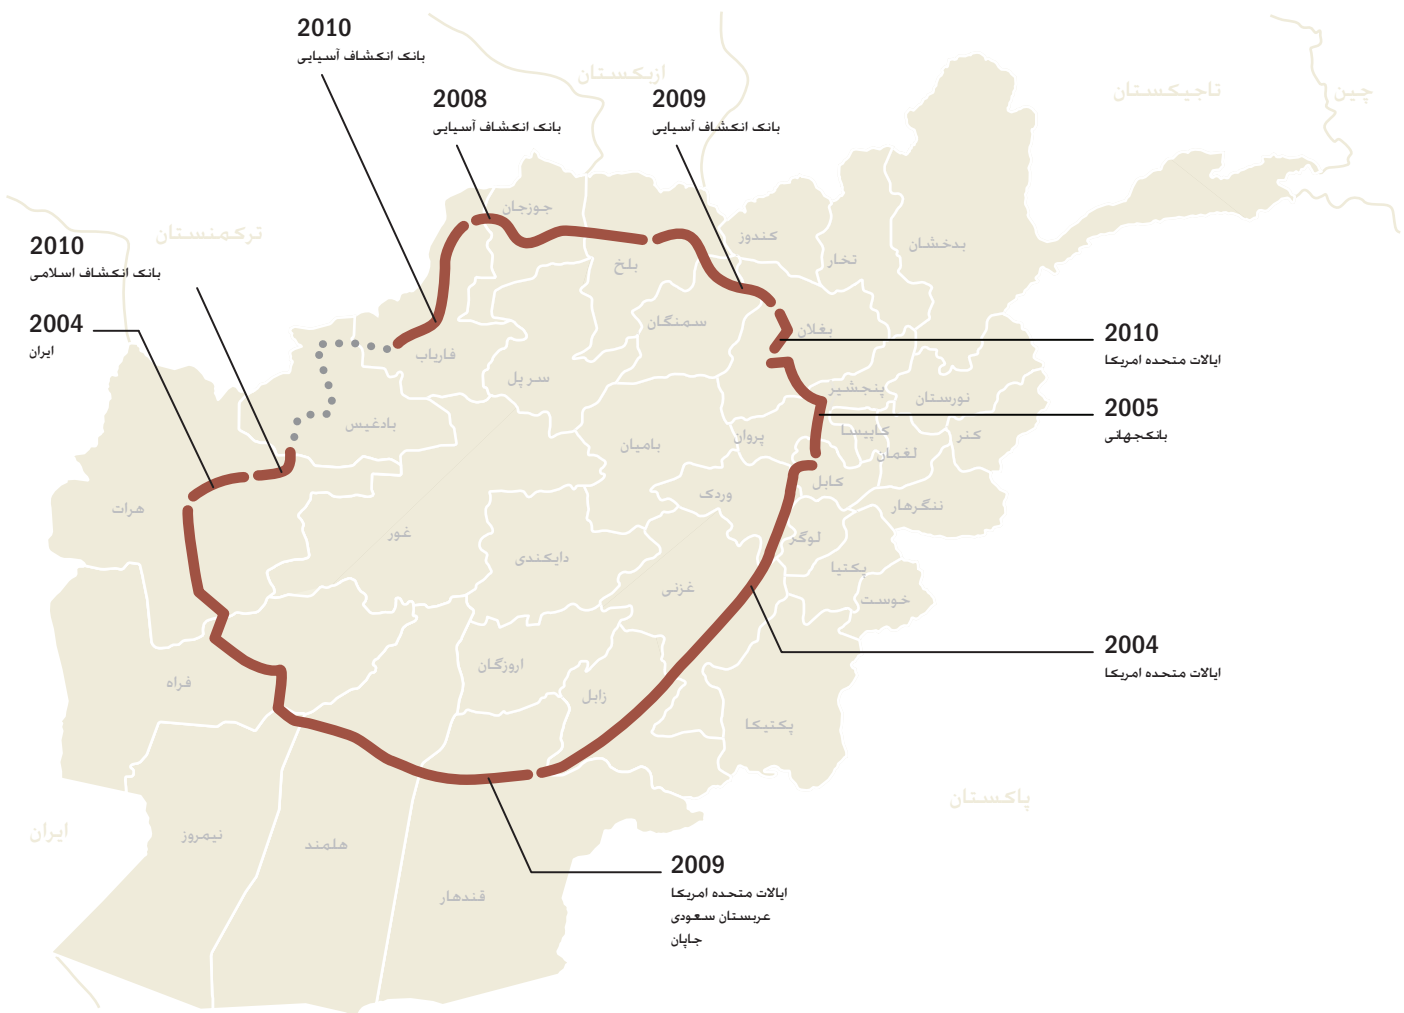 2010
بانک انکشاف آسیایی
ازبکستان
2008
بانک انکشاف آسیایی
2009
بانک انکشاف آسیایی
تاجیکستان
چین
ترکمنستان
2010
بانک انکشاف اسلامی
2004
ایران
جوزجان
بلخ
کندوز
تخار
بدخشان
سمنگان
بغلان
فاریاب
سر پل
پنجشیر
نورستان
2010
ایالات متحده امریکا
2005
بانکجهانی
بادغیس
بامیان
پروان
کاپیسا
کنر
لغمان
کابل
وردک
ننگرهار
هرات
غور
دایکندی
لوگر
پکتیا
غزنی
خوست
2004
ایالات متحده امریکا
فراه
اروزگان
زابل
پکتیکا
پاکستان
ایران
نیمروز
هلمند
قندهار
2009
ایالات متحده امریکا
عربستان سعودی
جاپان